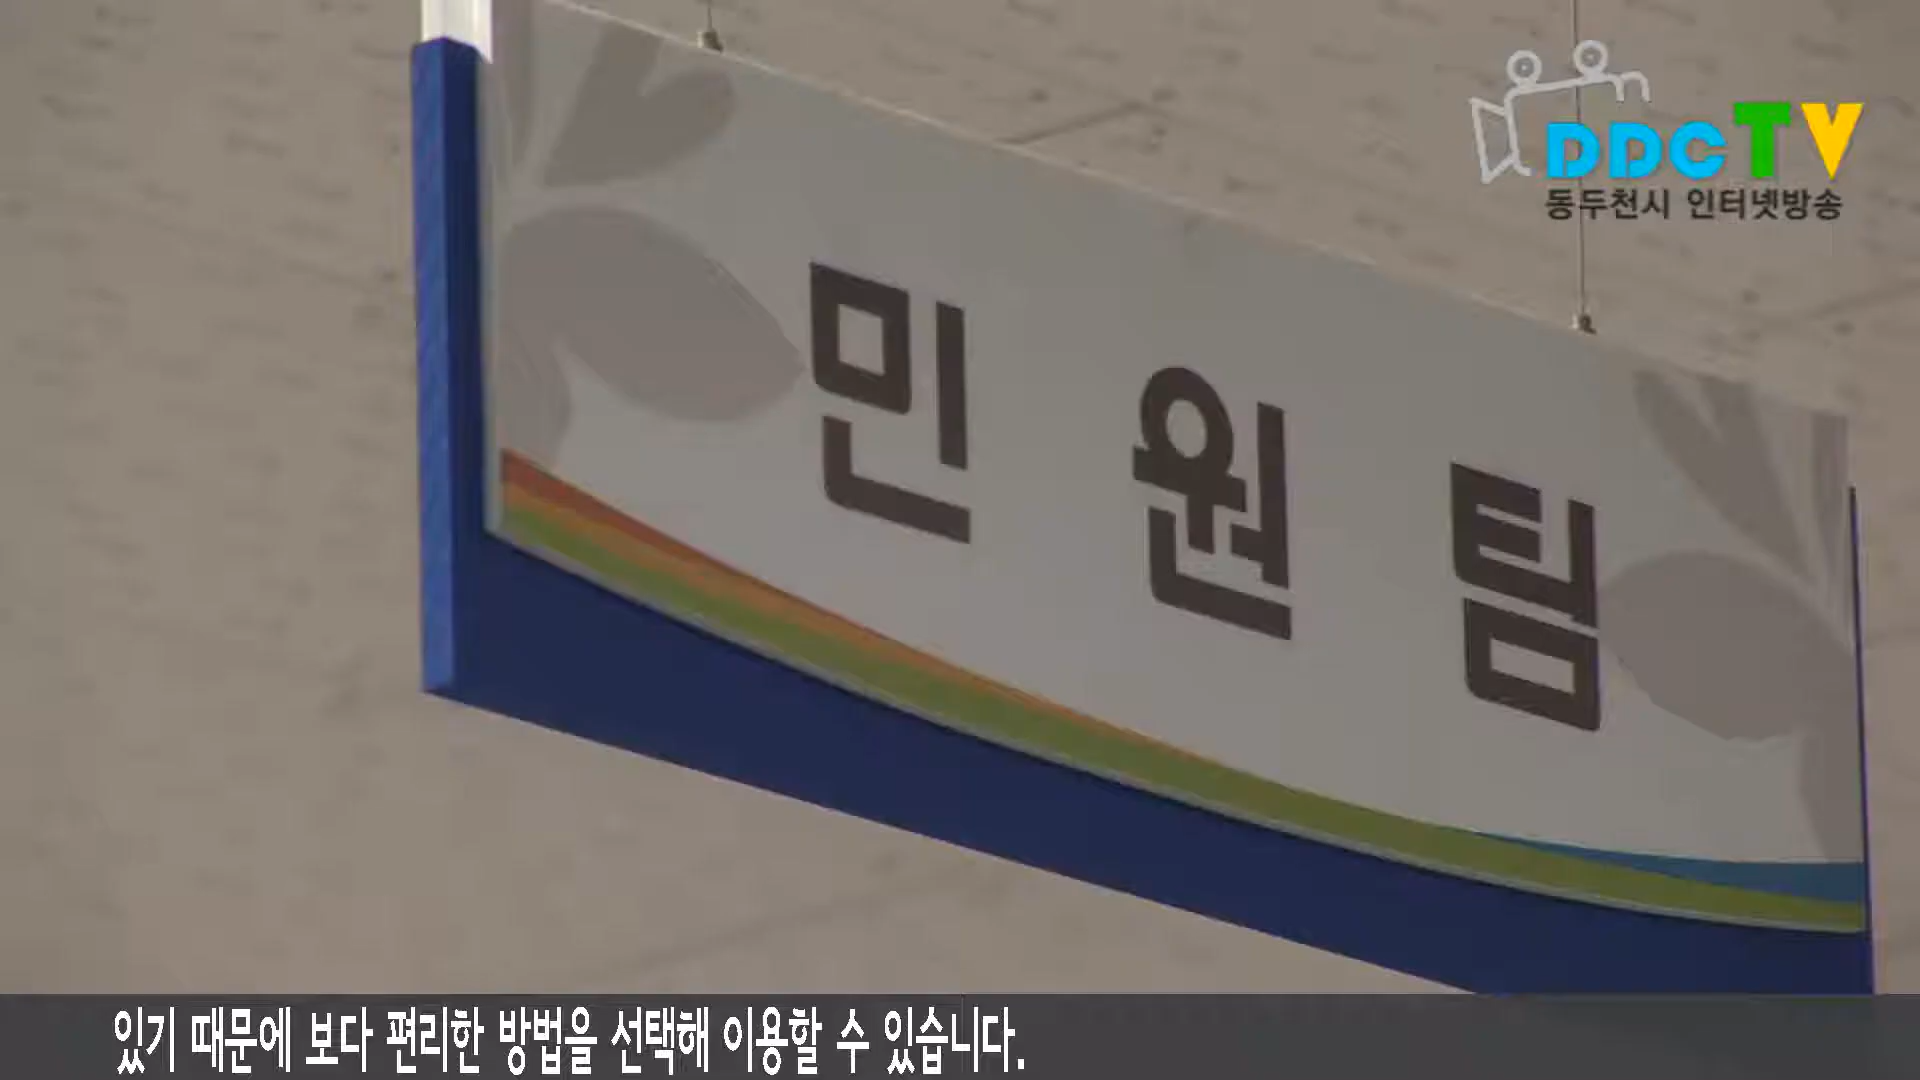 DDCTV
동두천시 인터넷방송
민원팀
있기 때문에 보다 편리한 방법을 선택해 이용할 수 있습니다.